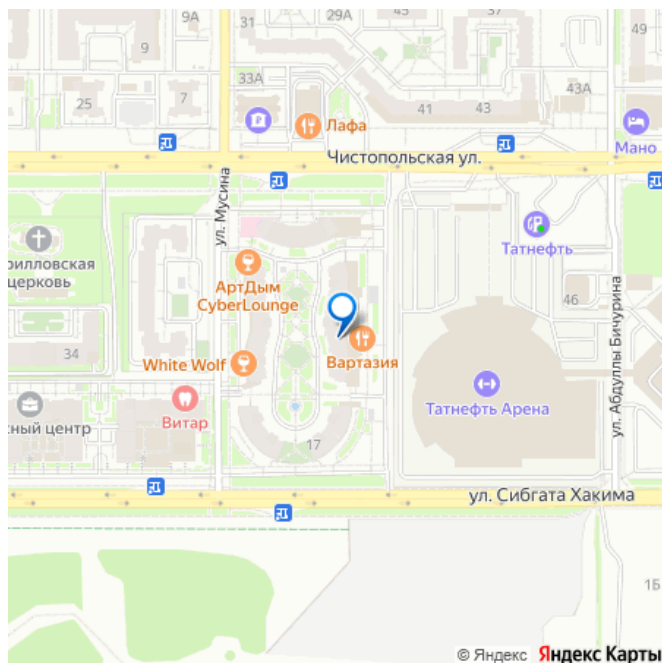 9А
31
29А
45
37
9
49
33А
25
7
43А
41
43
Лафа
Мано
Чистопольская ул.
ул. Мусина
Татнефть
рилловская
церковь
АртДым
CyberLounge
46
ул. Абдуллы Бичурина
34
White Wolf
Вартазия
Татнефть Арена
Витар
сный центр
17
ул. Сибгата Хакима
1Б
© Яндекс Яндекс Карты